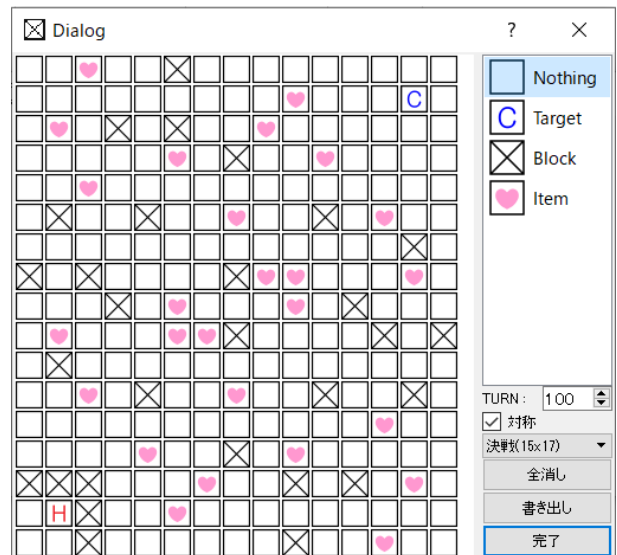 Dialog
?
C
Nothing
C Target
Block
Item
H
TURN : 100
対称
決戦(15x17)
全消し
書き出し
完了